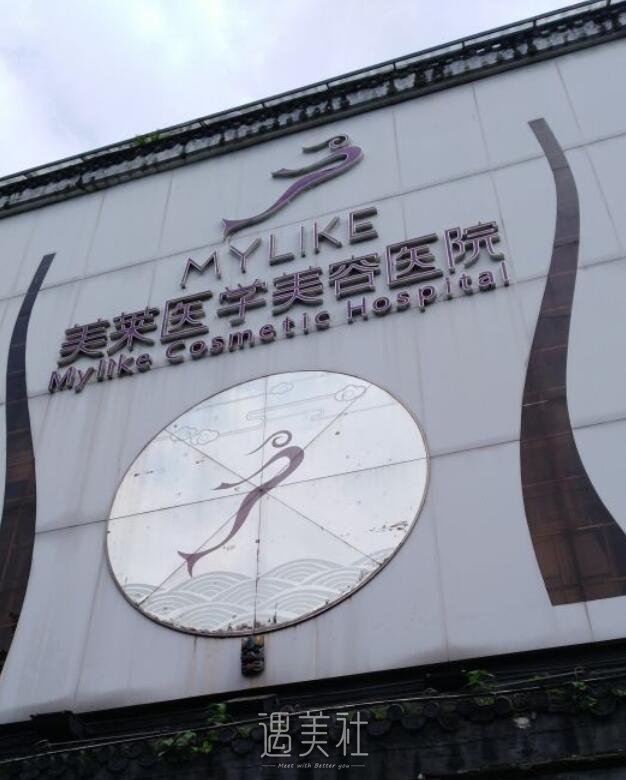 MYLIKE
美莱医学美容医院
Mylike Cosmetic Hospital
遇美社
Meet with Better you